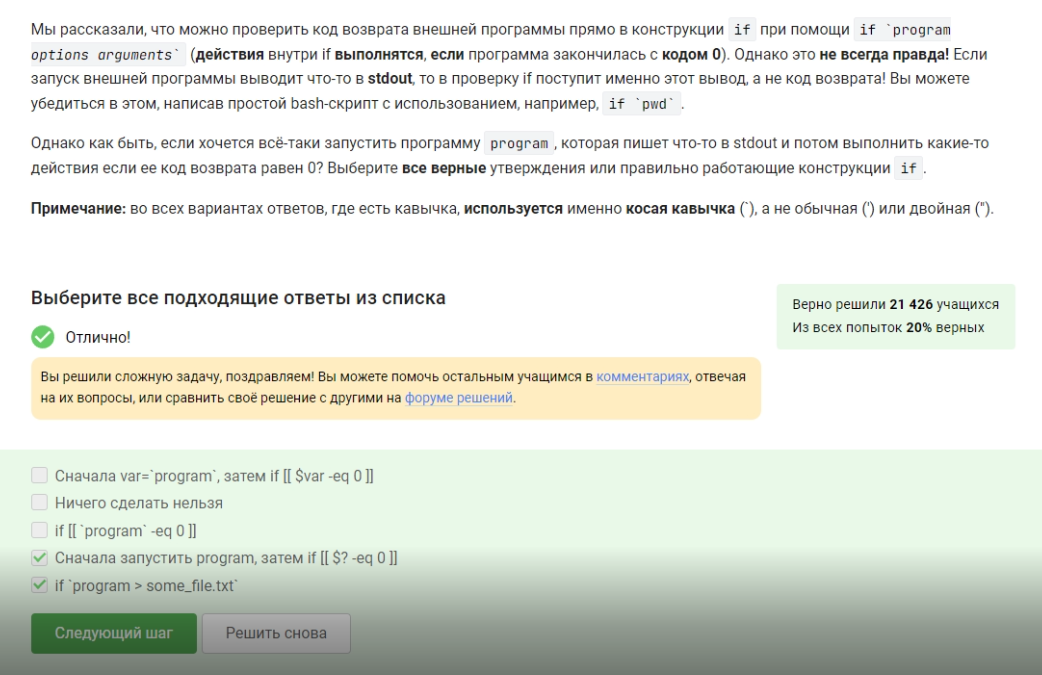 Мы рассказали, что можно проверить код возврата внешней программы прямо в конструкции if при помощи if `program
options arguments` (действия внутри if выполнятся, если программа закончилась с кодом 0). Однако это не всегда правда! Если
запуск внешней программы выводит что-то в stdout, то в проверку if поступит именно этот вывод, а не код возврата! Вы можете
убедиться в этом, написав простой bash-скрипт с использованием, например, if `pwd`.
Однако как быть, если хочется всё-таки запустить программу program, которая пишет что-то в stdout и потом выполнить какие-то
действия если ее код возврата равен 0? Выберите все верные утверждения или правильно работающие конструкции if.
Примечание: во всех вариантах ответов, где есть кавычка, используется именно косая кавычка (`), а не обычная (') или двойная (").
Выберите все подходящие ответы из списка
Верно решили 21 426 учащихся
Из всех попыток 20% верных
Отлично!
Вы решили сложную задачу, поздравляем! Вы можете помочь остальным учащимся в комментариях, отвечая
на их вопросы, или сравнить своё решение с другими на форуме решений.
Сначала var=`program`, затем if [[ $var -eq 0 ]]
Ничего сделать нельзя
if [[ `program` -eq 0 ]]
Сначала запустить program, затем if [[ $? -eq 0 ]]
if `program > some_file.txt`
Следующий шаг
Решить снова